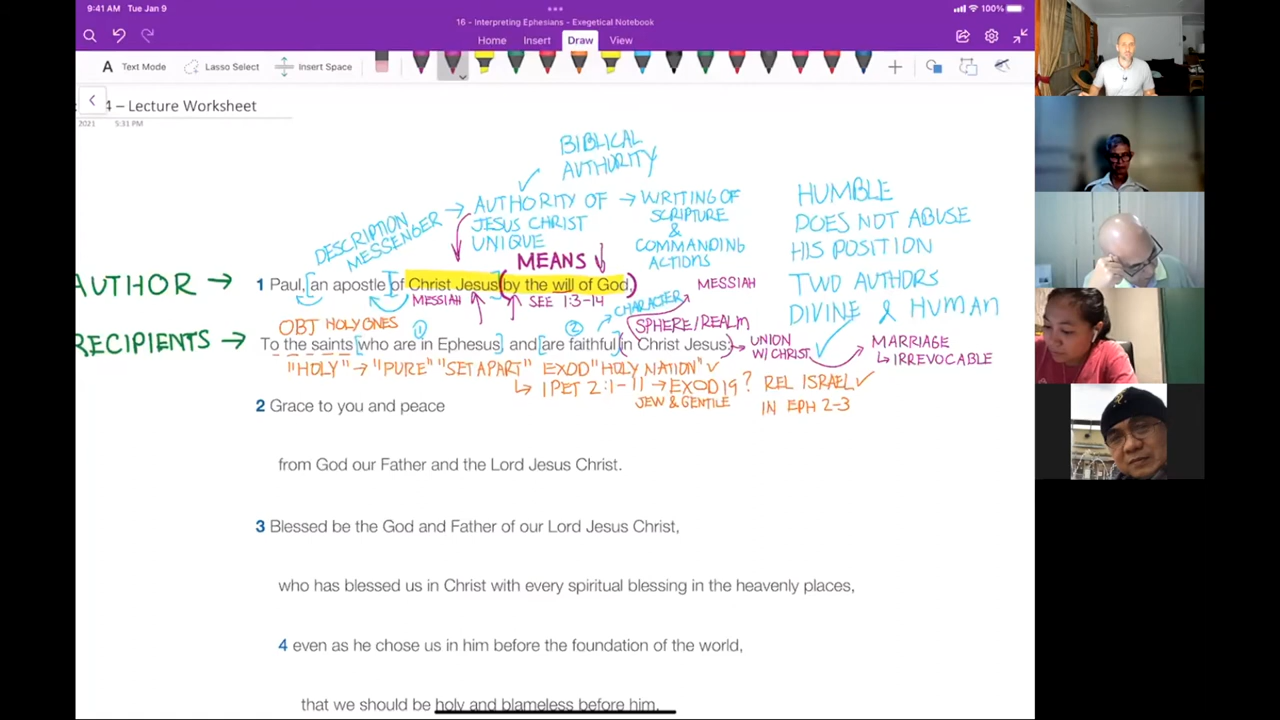 9:41 AM Tue Jan 9
100%
16 - Interpreting Ephesians - Exegetical Notebook
Home Insert Draw View
A Text Mode Lasso Select Insert Space
4 – Lecture Worksheet
2021 5:31 PM
BIBLICAL
AUTHORITY
AUTHORITY OF → WRITING OF
JESUS CHRIST SCRIPTURE
UNIQUE &
COMMANDING
ACTIONS
DESCRIPTION
MESSENGER →
HUMBLE
DOES NOT ABUSE
HIS POSITION
TWO AUTHORS
DIVINE & HUMAN
MEANS
AUTHOR →
1 Paul, [an apostle] of Christ Jesus (by the will of God,)
MESSIAH SEE 1:3-14 MESSIAH
OBJ HOLY ONES 1 2 CHARACTER
SPHERE/REALM
RECIPIENTS →
To the saints [who are in Ephesus], and [are faithful] (in Christ Jesus:) → UNION
W/ CHRIST
MARRIAGE
↳ IRREVOCABLE
"HOLY" → "PURE" "SET APART" EXOD "HOLY NATION" ✓
↳ 1 PET 2:1-11 → EXOD 19? REL ISRAEL ✓
JEW & GENTILE IN EPH 2-3
2 Grace to you and peace
from God our Father and the Lord Jesus Christ.
3 Blessed be the God and Father of our Lord Jesus Christ,
who has blessed us in Christ with every spiritual blessing in the heavenly places,
4 even as he chose us in him before the foundation of the world,
that we should be holy and blameless before him.